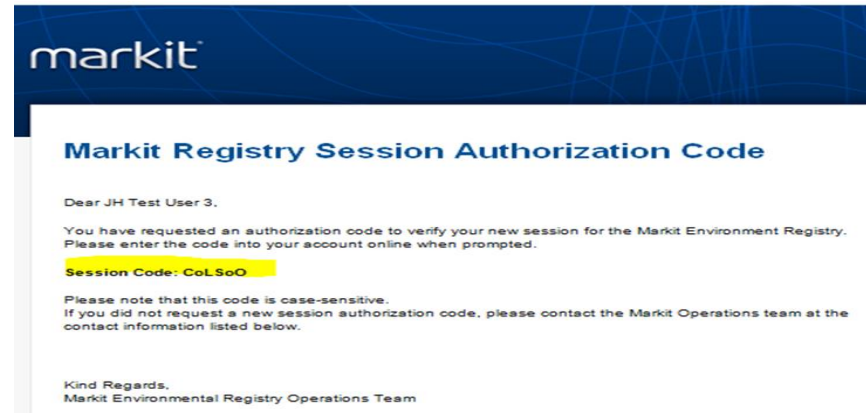 markit
Markit Registry Session Authorization Code
Dear JH Test User 3,
You have requested an authorization code to verify your new session for the Markit Environment Registry.
Please enter the code into your account online when prompted.
Session Code: CoLSoO
Please note that this code is case-sensitive.
If you did not request a new session authorization code, please contact the Markit Operations team at the
contact information listed below.
Kind Regards,
Markit Environmental Registry Operations Team